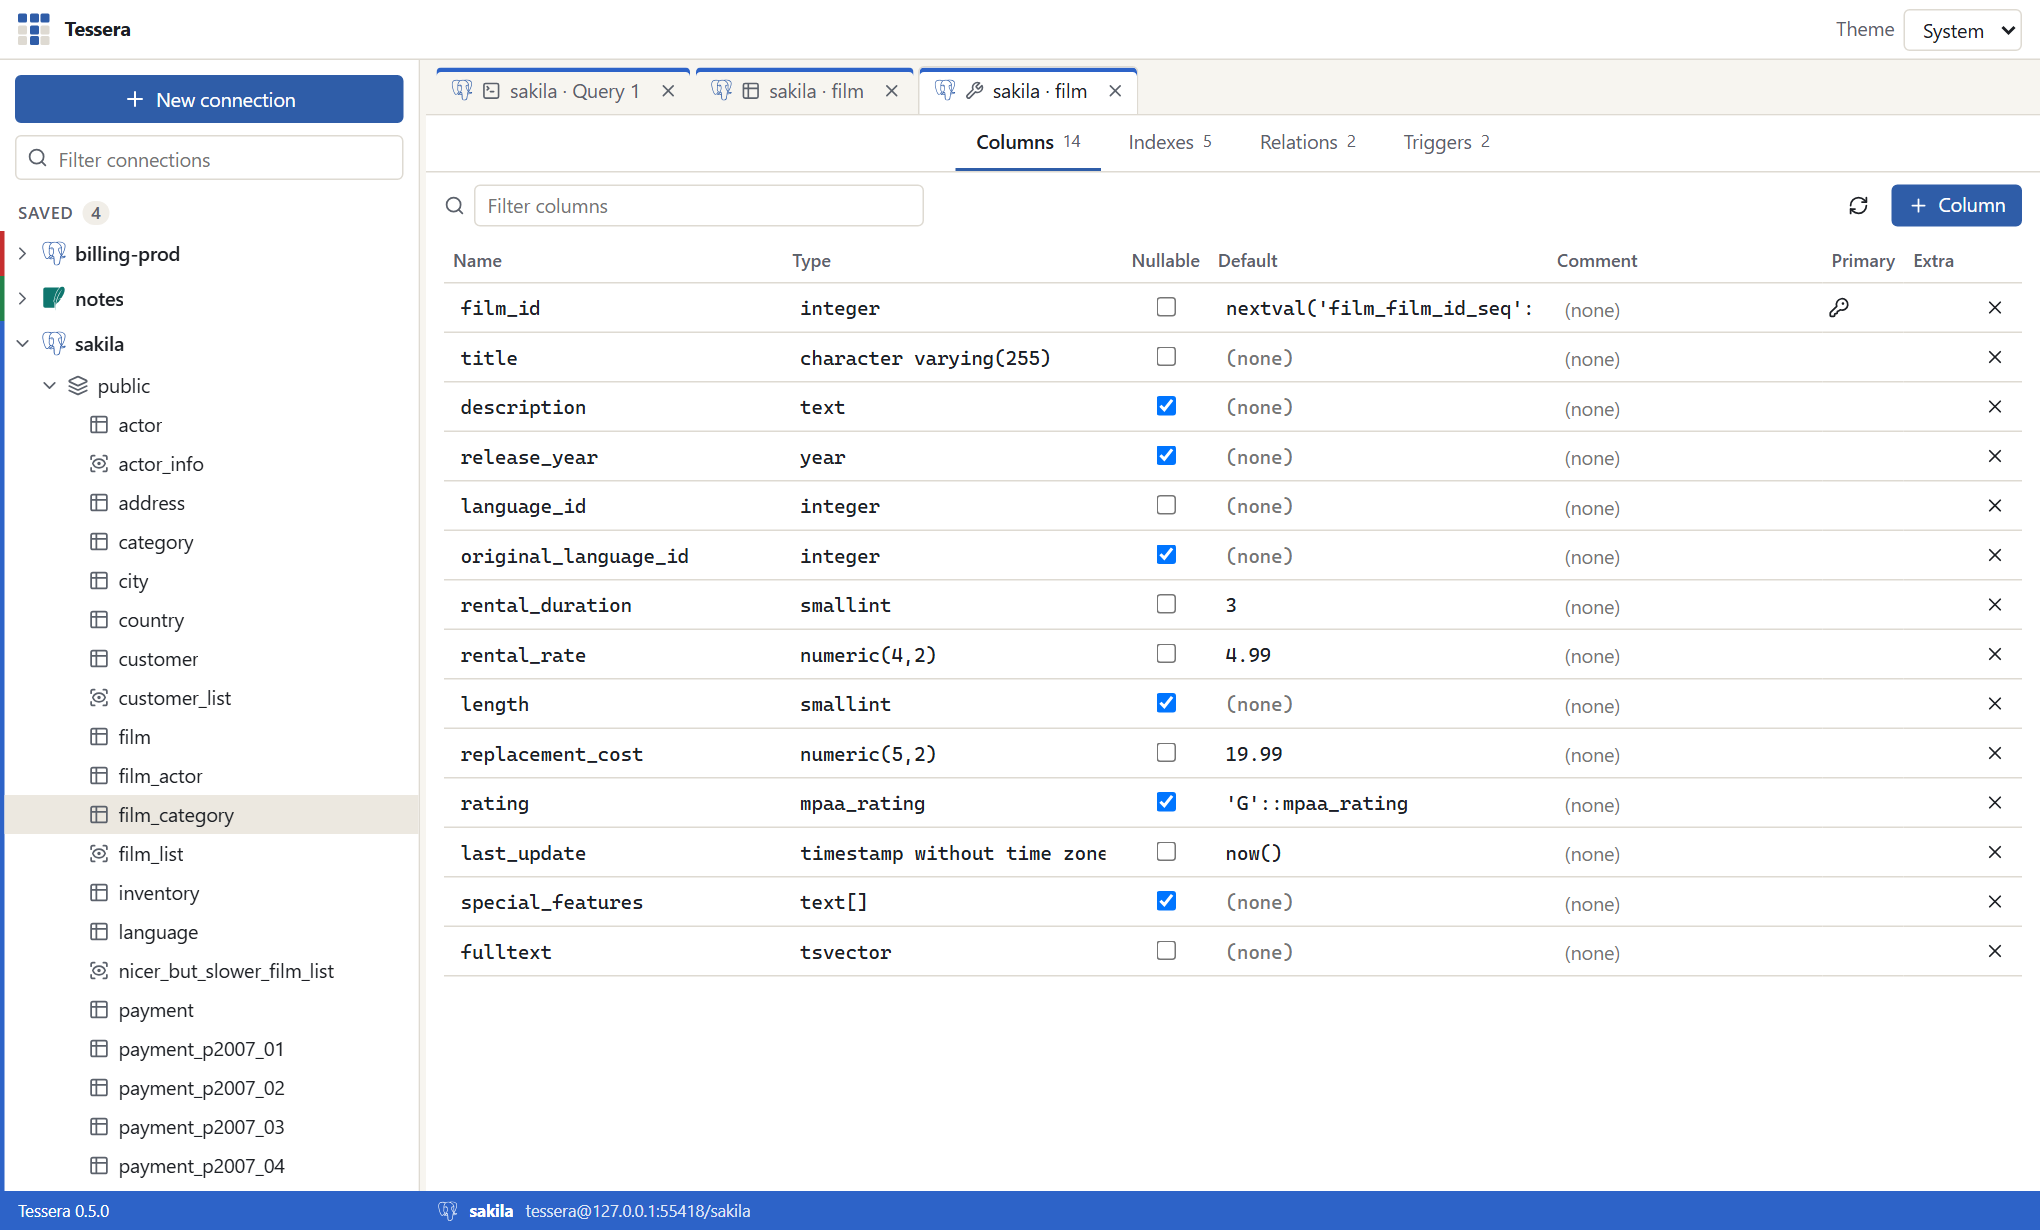 Tessera
Theme System
New connection
Filter connections
SAVED 4
billing-prod
notes
sakila
public
actor
actor_info
address
category
city
country
customer
customer_list
film
film_actor
film_category
film_list
inventory
language
nicer_but_slower_film_list
payment
payment_p2007_01
payment_p2007_02
payment_p2007_03
payment_p2007_04
sakila · Query 1
sakila · film
sakila · film
Columns 14 Indexes 5 Relations 2 Triggers 2
Filter columns
Column
Name Type Nullable Default Comment Primary Extra
film_id integer nextval('film_film_id_seq': (none)
title character varying(255) (none) (none)
description text (none) (none)
release_year year (none) (none)
language_id integer (none) (none)
original_language_id integer (none) (none)
rental_duration smallint 3 (none)
rental_rate numeric(4,2) 4.99 (none)
length smallint (none) (none)
replacement_cost numeric(5,2) 19.99 (none)
rating mpaa_rating 'G'::mpaa_rating (none)
last_update timestamp without time zone now() (none)
special_features text[] (none) (none)
fulltext tsvector (none) (none)
Tessera 0.5.0
sakila tessera@127.0.0.1:55418/sakila